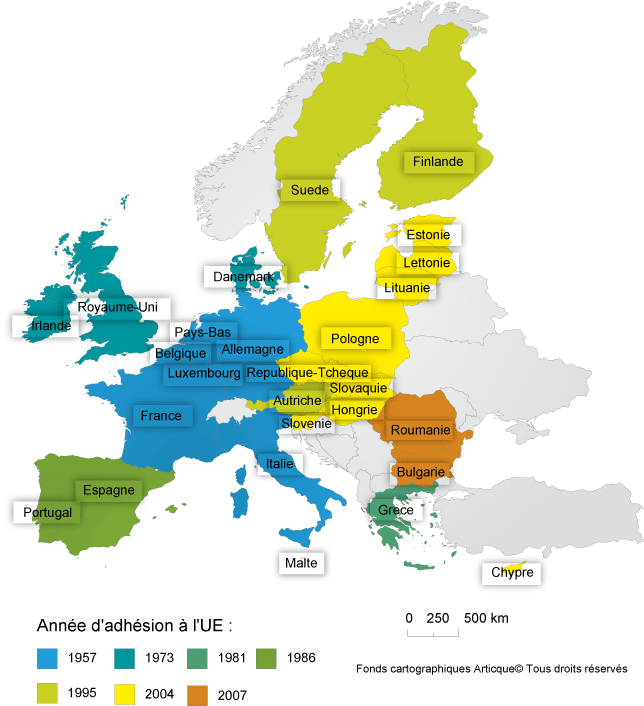 Finlande
Suede
Estonie
Lettonie
Danemark
Lituanie
Royaume-Uni
Irlande
Pays-Bas
Pologne
Belgique
Allemagne
Luxembourg
Republique-Tcheque
Slovaquie
Autriche
Hongrie
France
Slovenie
Roumanie
Italie
Bulgarie
Espagne
Portugal
Grece
Malte
Chypre
0 250 500 km
Année d'adhésion à l'UE :
1957 1973 1981 1986
Fonds cartographiques Articque© Tous droits réservés
1995 2004 2007